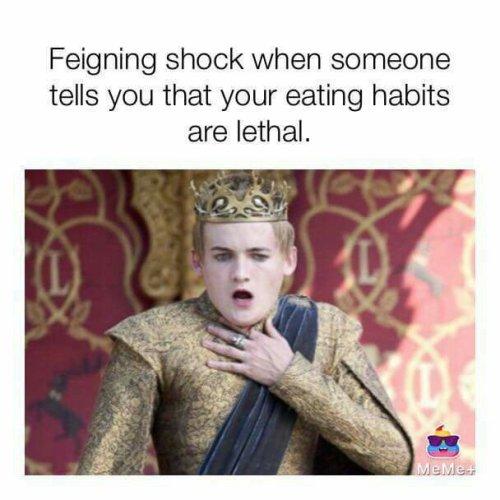 Feigning shock when someone
tells you that your eating habits
are lethal.
L
L
L
MeMe+